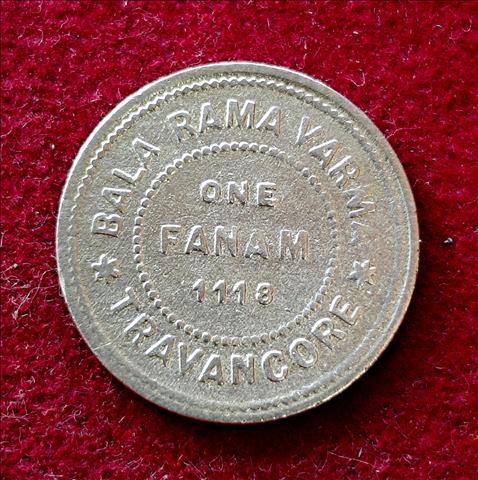 BALA RAMA VARMA
ONE
FANAM
1118
TRAVANCORE